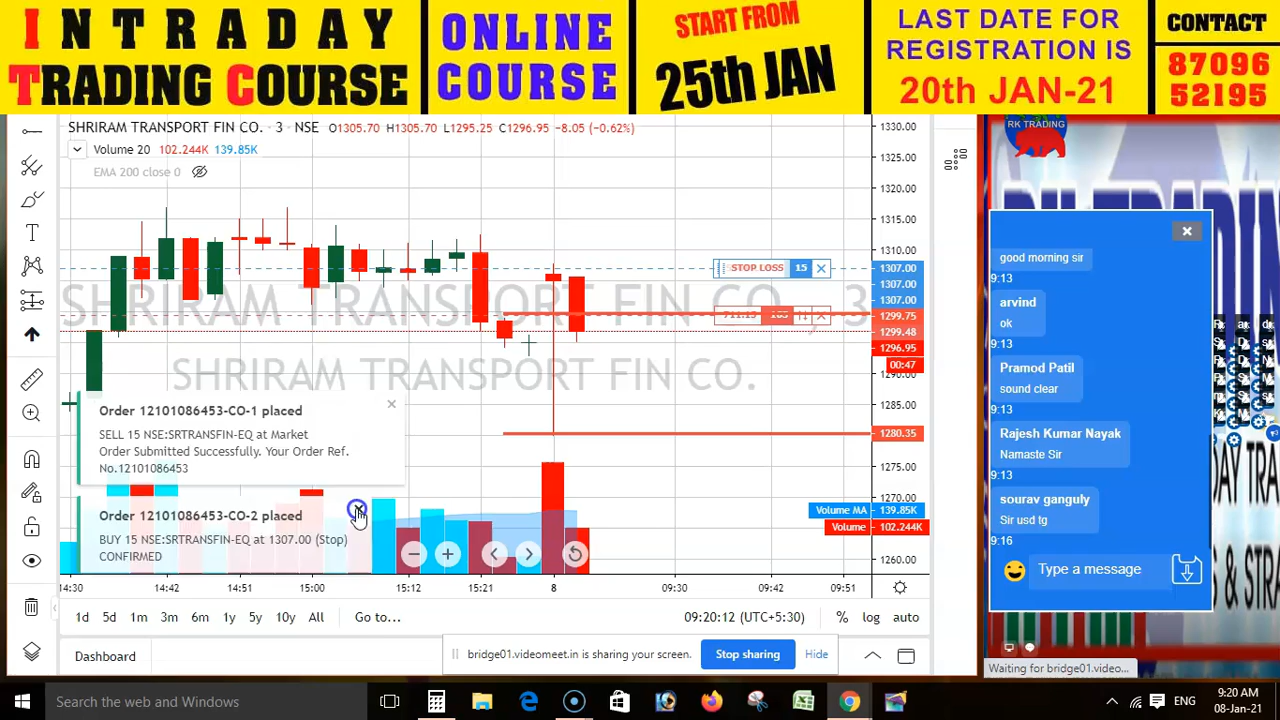 INTRADAY
TRADING COURSE
ONLINE
COURSE
START FROM
25th JAN
LAST DATE FOR
REGISTRATION IS
20th JAN-21
CONTACT
87096
52195
SHRIRAM TRANSPORT FIN CO. · 3 · NSE O1305.70 H1305.70 L1295.25 C1296.95 −8.05 (−0.62%)
Volume 20 102.244K 139.85K
EMA 200 close 0
1330.00
1325.00
1320.00
1315.00
1310.00
1307.00
1307.00
1307.00
1299.75
1299.48
1296.95
00:47
1290.00
1285.00
1280.35
1275.00
1270.00
Volume MA 139.85K
Volume 102.244K
1260.00
STOP LOSS 15
SHRIRAM TRANSPORT FIN CO. · 3
SHRIRAM TRANSPORT FIN CO.
Order 12101086453-CO-1 placed
SELL 15 NSE:SRTRANSFIN-EQ at Market
Order Submitted Successfully. Your Order Ref.
No.12101086453
Order 12101086453-CO-2 placed
BUY 15 NSE:SRTRANSFIN-EQ at 1307.00 (Stop)
CONFIRMED
14:30 14:42 14:51 15:00 15:12 15:21 8 09:30 09:42 09:51
1d 5d 1m 3m 6m 1y 5y 10y All Go to... 09:20:12 (UTC+5:30) % log auto
Dashboard
bridge01.videomeet.in is sharing your screen. Stop sharing Hide
RK TRADING
good morning sir
9:13
arvind
ok
9:13
Pramod Patil
sound clear
9:13
Rajesh Kumar Nayak
Namaste Sir
9:13
sourav ganguly
Sir usd tg
9:16
Type a message
Waiting for bridge01.video...
Search the web and Windows
ENG
9:20 AM
08-Jan-21